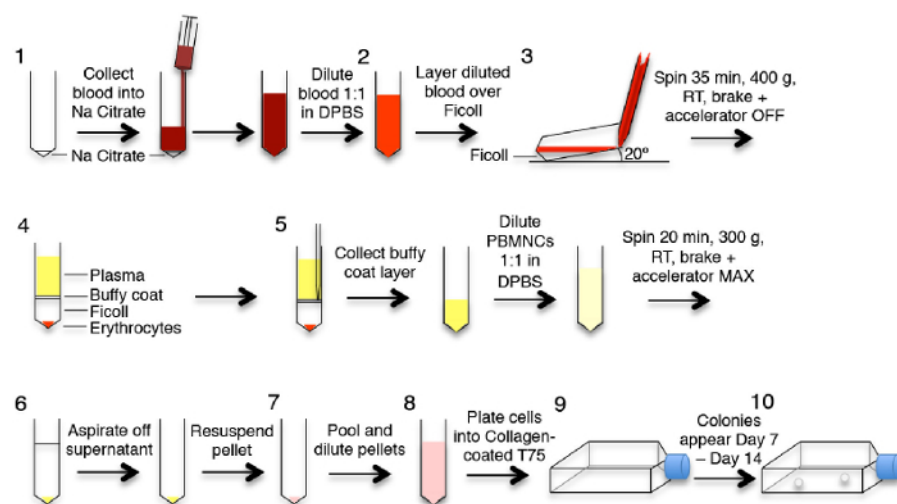 1
Collect
blood into
Na Citrate
Na Citrate
Dilute
blood 1:1
in DPBS
2
Layer diluted
blood over
Ficoll
3
Ficoll
20º
Spin 35 min, 400 g,
RT, brake +
accelerator OFF
4
Plasma
Buffy coat
Ficoll
Erythrocytes
5
Collect buffy
coat layer
Dilute
PBMNCs
1:1 in
DPBS
Spin 20 min, 300 g,
RT, brake +
accelerator MAX
6
Aspirate off
supernatant
Resuspend
pellet
7
Pool and
dilute pellets
8
Plate cells
into Collagen-
coated T75
9
Colonies
appear Day 7
– Day 14
10